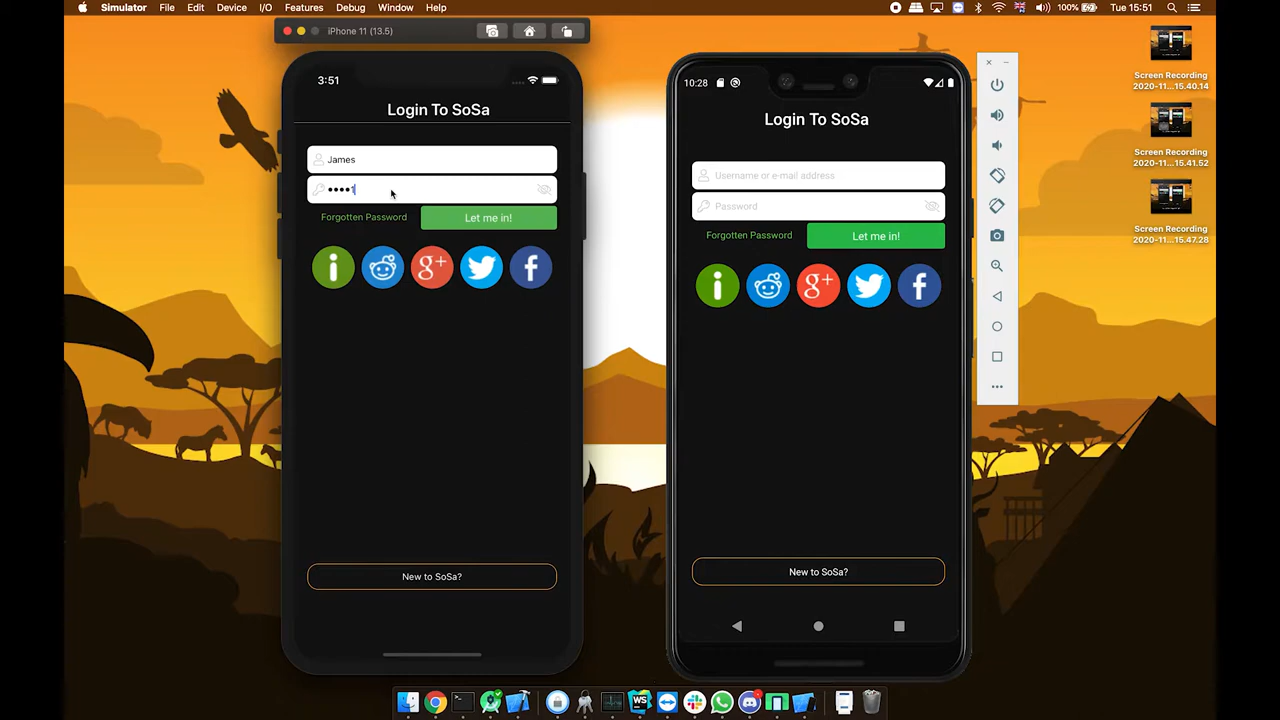 Simulator File Edit View Device I/O Features Debug Window Help 100% Tue 15:51
iPhone 11 (13.5)
3:51
Login To SoSa
James
••••1
Forgotten Password
Let me in!
i
g+
f
New to SoSa?
10:28
Login To SoSa
Username or e-mail address
Password
Forgotten Password
Let me in!
i
g+
f
New to SoSa?
Screen Recording
2020-11...15.40.14
Screen Recording
2020-11...15.41.52
Screen Recording
2020-11...15.47.28
WS